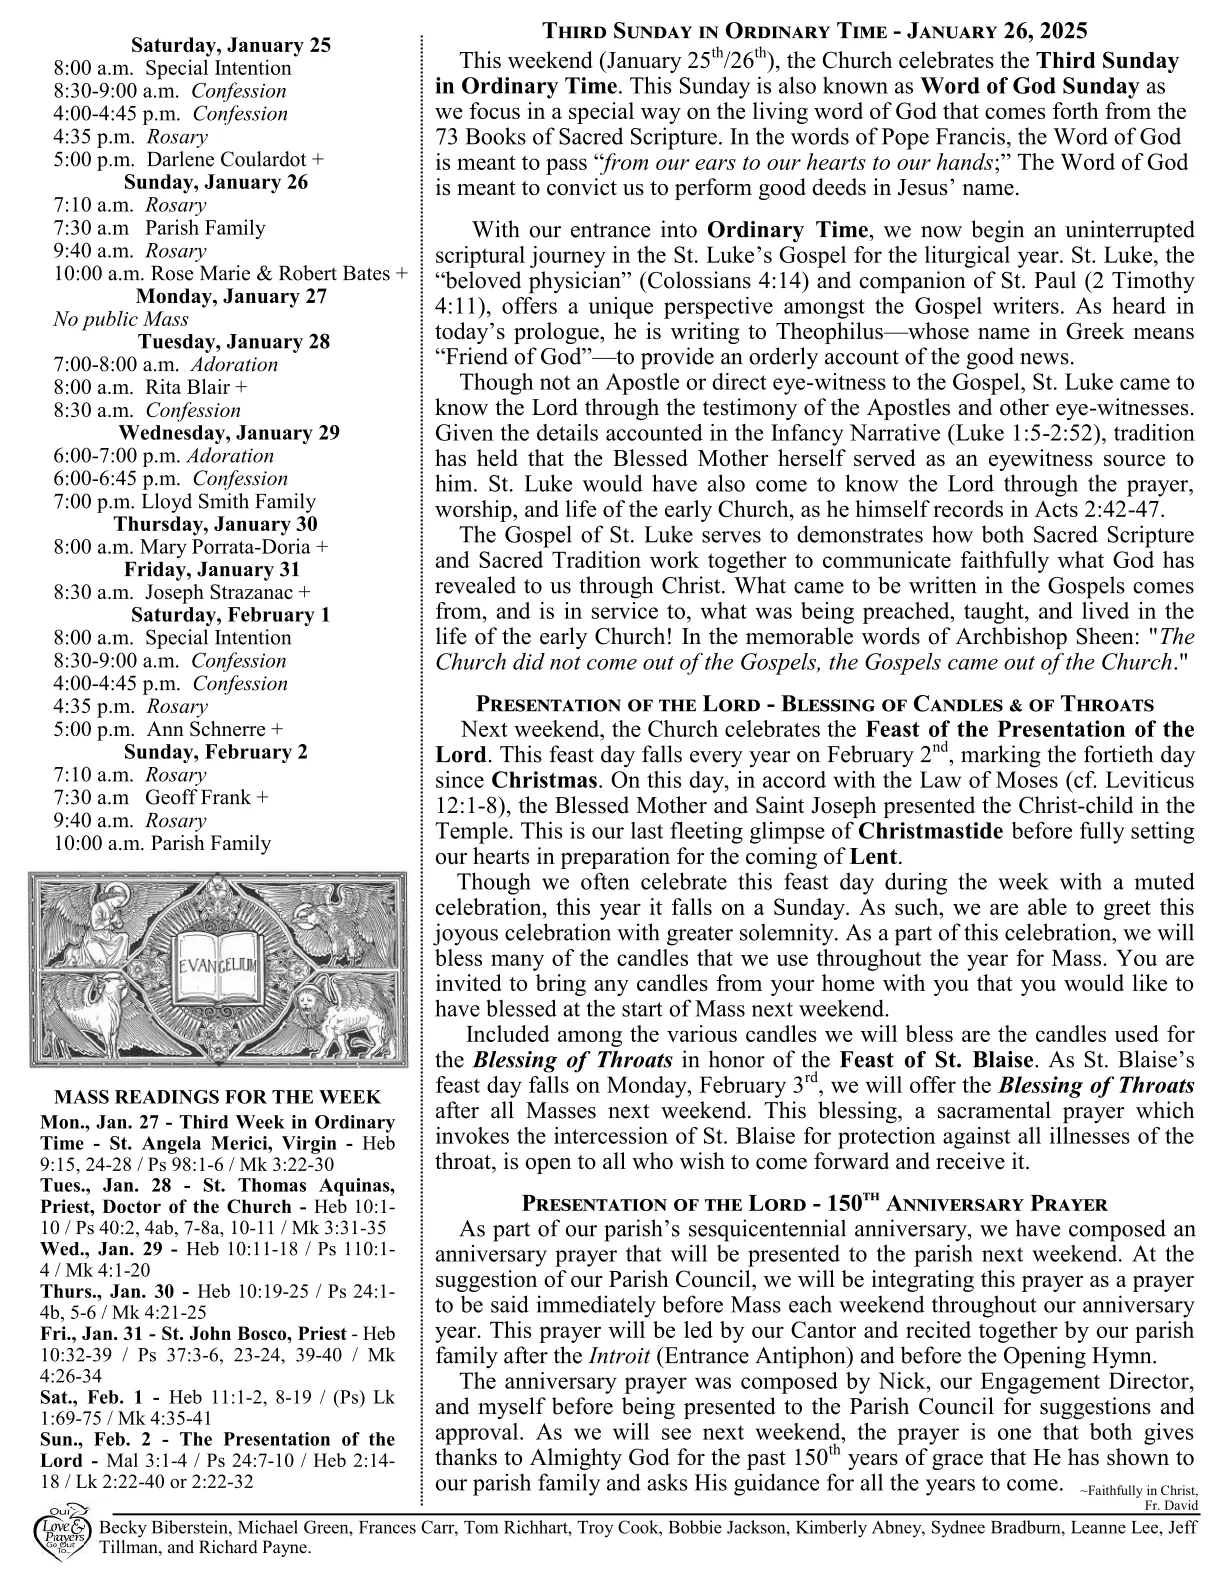 Saturday, January 25
8:00 a.m. Special Intention
8:30-9:00 a.m. Confession
4:00-4:45 p.m. Confession
4:35 p.m. Rosary
5:00 p.m. Darlene Coulardot +
Sunday, January 26
7:10 a.m. Rosary
7:30 a.m Parish Family
9:40 a.m. Rosary
10:00 a.m. Rose Marie & Robert Bates +
Monday, January 27
No public Mass
Tuesday, January 28
7:00-8:00 a.m. Adoration
8:00 a.m. Rita Blair +
8:30 a.m. Confession
Wednesday, January 29
6:00-7:00 p.m. Adoration
6:00-6:45 p.m. Confession
7:00 p.m. Lloyd Smith Family
Thursday, January 30
8:00 a.m. Mary Porrata-Doria +
Friday, January 31
8:30 a.m. Joseph Strazanac +
Saturday, February 1
8:00 a.m. Special Intention
8:30-9:00 a.m. Confession
4:00-4:45 p.m. Confession
4:35 p.m. Rosary
5:00 p.m. Ann Schnerre +
Sunday, February 2
7:10 a.m. Rosary
7:30 a.m Geoff Frank +
9:40 a.m. Rosary
10:00 a.m. Parish Family
EVANGELIUM
MASS READINGS FOR THE WEEK
Mon., Jan. 27 - Third Week in Ordinary
Time - St. Angela Merici, Virgin - Heb
9:15, 24-28 / Ps 98:1-6 / Mk 3:22-30
Tues., Jan. 28 - St. Thomas Aquinas,
Priest, Doctor of the Church - Heb 10:1-
10 / Ps 40:2, 4ab, 7-8a, 10-11 / Mk 3:31-35
Wed., Jan. 29 - Heb 10:11-18 / Ps 110:1-
4 / Mk 4:1-20
Thurs., Jan. 30 - Heb 10:19-25 / Ps 24:1-
4b, 5-6 / Mk 4:21-25
Fri., Jan. 31 - St. John Bosco, Priest - Heb
10:32-39 / Ps 37:3-6, 23-24, 39-40 / Mk
4:26-34
Sat., Feb. 1 - Heb 11:1-2, 8-19 / (Ps) Lk
1:69-75 / Mk 4:35-41
Sun., Feb. 2 - The Presentation of the
Lord - Mal 3:1-4 / Ps 24:7-10 / Heb 2:14-
18 / Lk 2:22-40 or 2:22-32
THIRD SUNDAY IN ORDINARY TIME - JANUARY 26, 2025
This weekend (January 25th/26th), the Church celebrates the Third Sunday
in Ordinary Time. This Sunday is also known as Word of God Sunday as
we focus in a special way on the living word of God that comes forth from the
73 Books of Sacred Scripture. In the words of Pope Francis, the Word of God
is meant to pass “from our ears to our hearts to our hands;” The Word of God
is meant to convict us to perform good deeds in Jesus’ name.
With our entrance into Ordinary Time, we now begin an uninterrupted
scriptural journey in the St. Luke’s Gospel for the liturgical year. St. Luke, the
“beloved physician” (Colossians 4:14) and companion of St. Paul (2 Timothy
4:11), offers a unique perspective amongst the Gospel writers. As heard in
today’s prologue, he is writing to Theophilus—whose name in Greek means
“Friend of God”—to provide an orderly account of the good news.
Though not an Apostle or direct eye-witness to the Gospel, St. Luke came to
know the Lord through the testimony of the Apostles and other eye-witnesses.
Given the details accounted in the Infancy Narrative (Luke 1:5-2:52), tradition
has held that the Blessed Mother herself served as an eyewitness source to
him. St. Luke would have also come to know the Lord through the prayer,
worship, and life of the early Church, as he himself records in Acts 2:42-47.
The Gospel of St. Luke serves to demonstrates how both Sacred Scripture
and Sacred Tradition work together to communicate faithfully what God has
revealed to us through Christ. What came to be written in the Gospels comes
from, and is in service to, what was being preached, taught, and lived in the
life of the early Church! In the memorable words of Archbishop Sheen: "The
Church did not come out of the Gospels, the Gospels came out of the Church."
PRESENTATION OF THE LORD - BLESSING OF CANDLES & OF THROATS
Next weekend, the Church celebrates the Feast of the Presentation of the
Lord. This feast day falls every year on February 2nd, marking the fortieth day
since Christmas. On this day, in accord with the Law of Moses (cf. Leviticus
12:1-8), the Blessed Mother and Saint Joseph presented the Christ-child in the
Temple. This is our last fleeting glimpse of Christmastide before fully setting
our hearts in preparation for the coming of Lent.
Though we often celebrate this feast day during the week with a muted
celebration, this year it falls on a Sunday. As such, we are able to greet this
joyous celebration with greater solemnity. As a part of this celebration, we will
bless many of the candles that we use throughout the year for Mass. You are
invited to bring any candles from your home with you that you would like to
have blessed at the start of Mass next weekend.
Included among the various candles we will bless are the candles used for
the Blessing of Throats in honor of the Feast of St. Blaise. As St. Blaise’s
feast day falls on Monday, February 3rd, we will offer the Blessing of Throats
after all Masses next weekend. This blessing, a sacramental prayer which
invokes the intercession of St. Blaise for protection against all illnesses of the
throat, is open to all who wish to come forward and receive it.
PRESENTATION OF THE LORD - 150TH ANNIVERSARY PRAYER
As part of our parish’s sesquicentennial anniversary, we have composed an
anniversary prayer that will be presented to the parish next weekend. At the
suggestion of our Parish Council, we will be integrating this prayer as a prayer
to be said immediately before Mass each weekend throughout our anniversary
year. This prayer will be led by our Cantor and recited together by our parish
family after the Introit (Entrance Antiphon) and before the Opening Hymn.
The anniversary prayer was composed by Nick, our Engagement Director,
and myself before being presented to the Parish Council for suggestions and
approval. As we will see next weekend, the prayer is one that both gives
thanks to Almighty God for the past 150th years of grace that He has shown to
our parish family and asks His guidance for all the years to come.
~Faithfully in Christ,
Fr. David
Our
Love &
Prayers
Go Out
To...
Becky Biberstein, Michael Green, Frances Carr, Tom Richhart, Troy Cook, Bobbie Jackson, Kimberly Abney, Sydnee Bradburn, Leanne Lee, Jeff
Tillman, and Richard Payne.